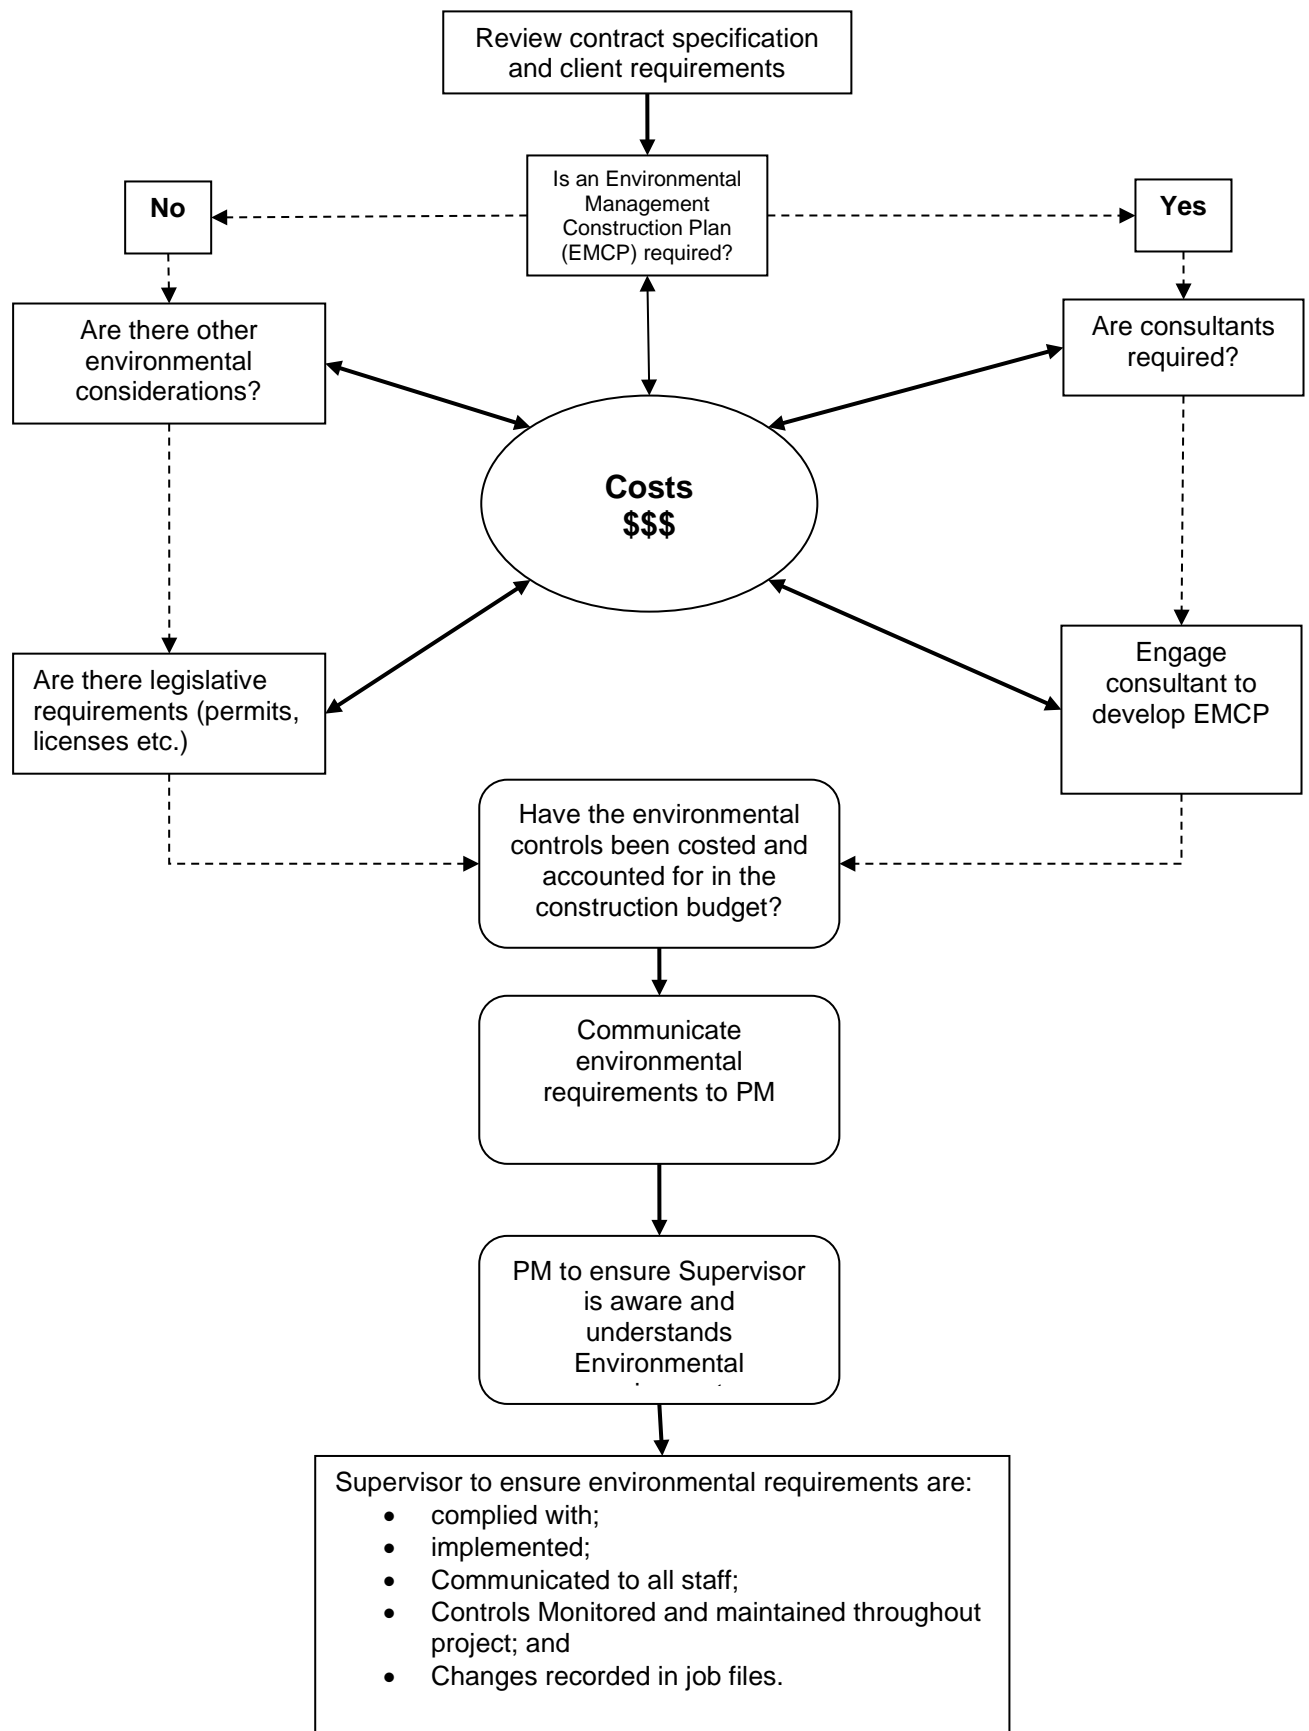 Review contract specification
and client requirements
Is an Environmental
Management
Construction Plan
(EMCP) required?
No
Yes
Are there other
environmental
considerations?
Are consultants
required?
Costs
$$$
Are there legislative
requirements (permits,
licenses etc.)
Engage
consultant to
develop EMCP
Have the environmental
controls been costed and
accounted for in the
construction budget?
Communicate
environmental
requirements to PM
PM to ensure Supervisor
is aware and
understands
Environmental
Supervisor to ensure environmental requirements are:
• complied with;
• implemented;
• Communicated to all staff;
• Controls Monitored and maintained throughout
project; and
• Changes recorded in job files.